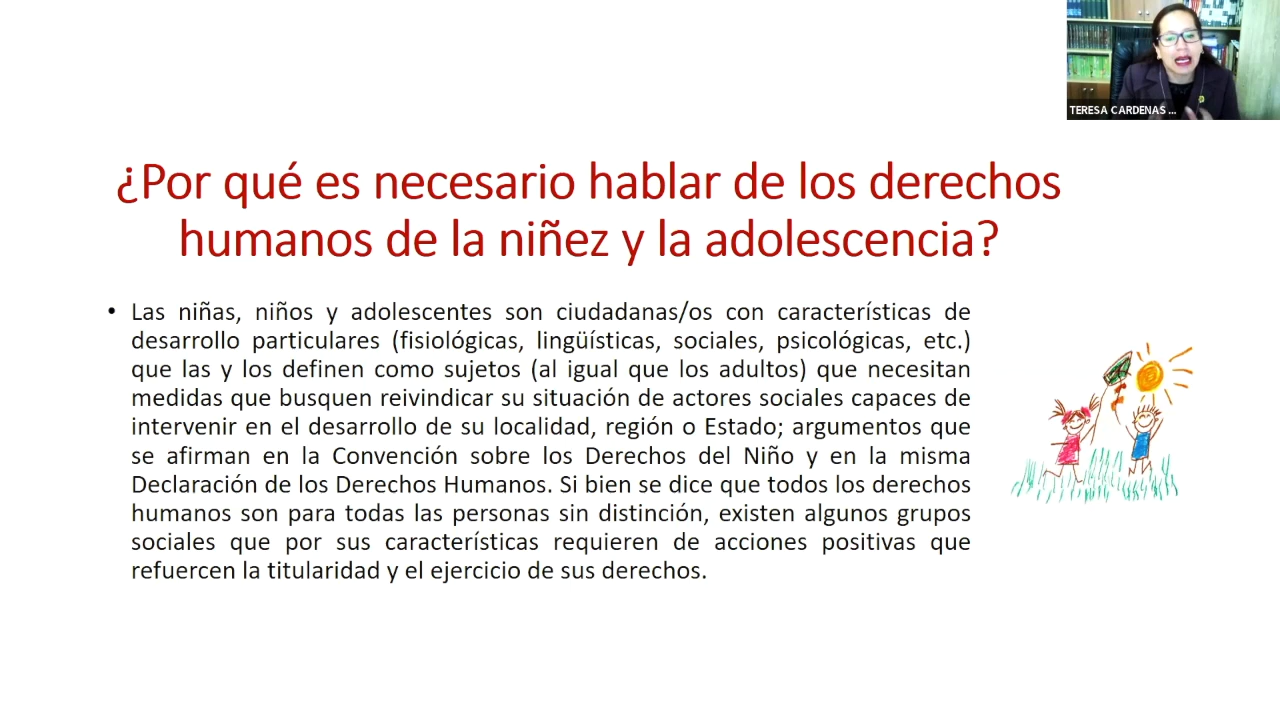 TERESA CARDENAS ...
¿Por qué es necesario hablar de los derechos
humanos de la niñez y la adolescencia?
• Las niñas, niños y adolescentes son ciudadanas/os con características de
desarrollo particulares (fisiológicas, lingüísticas, sociales, psicológicas, etc.)
que las y los definen como sujetos (al igual que los adultos) que necesitan
medidas que busquen reivindicar su situación de actores sociales capaces de
intervenir en el desarrollo de su localidad, región o Estado; argumentos que
se afirman en la Convención sobre los Derechos del Niño y en la misma
Declaración de los Derechos Humanos. Si bien se dice que todos los derechos
humanos son para todas las personas sin distinción, existen algunos grupos
sociales que por sus características requieren de acciones positivas que
refuercen la titularidad y el ejercicio de sus derechos.